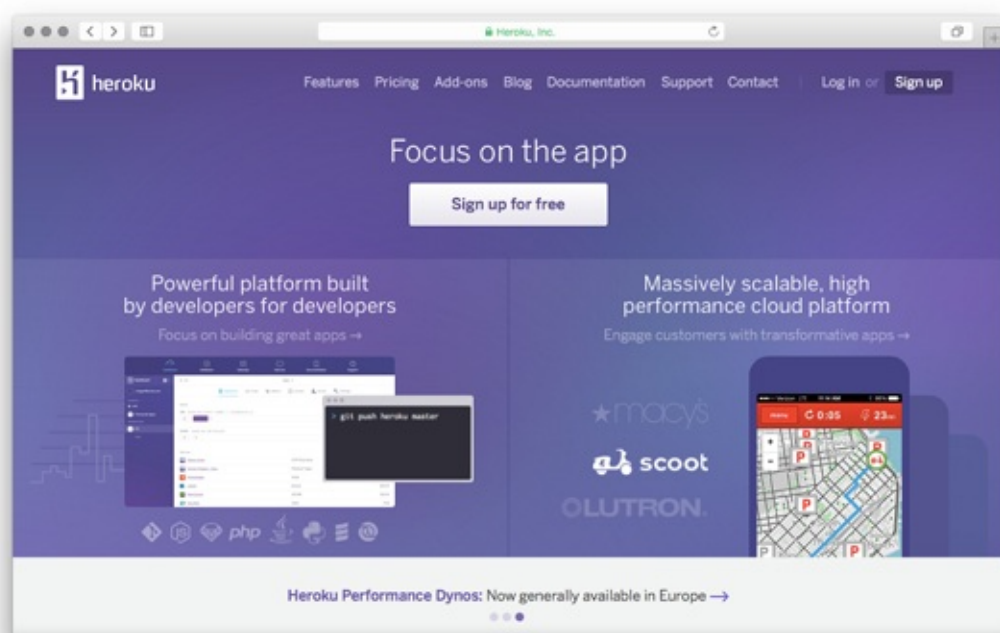 Heroku, Inc.
heroku
Features Pricing Add-ons Blog Documentation Support Contact Log in or Sign up
Focus on the app
Sign up for free
Powerful platform built
by developers for developers
Focus on building great apps →
> git push heroku master
php
Massively scalable, high
performance cloud platform
Engage customers with transformative apps →
★macy's
scoot
LUTRON
menu 0:05 23
P
P
P
P
P
P
JS
Heroku Performance Dynos: Now generally available in Europe →